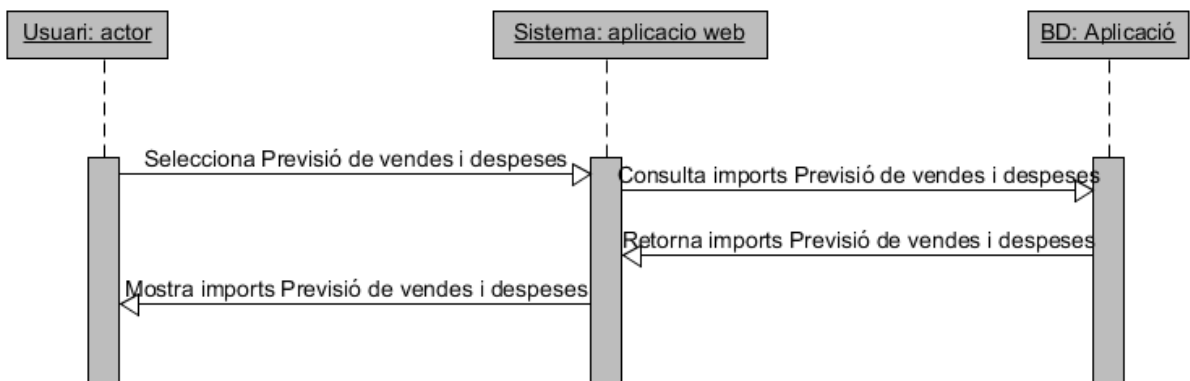 Usuari: actor
Sistema: aplicacio web
BD: Aplicació
Selecciona Previsió de vendes i despeses
Consulta imports Previsió de vendes i despeses
Retorna imports Previsió de vendes i despeses
Mostra imports Previsió de vendes i despeses